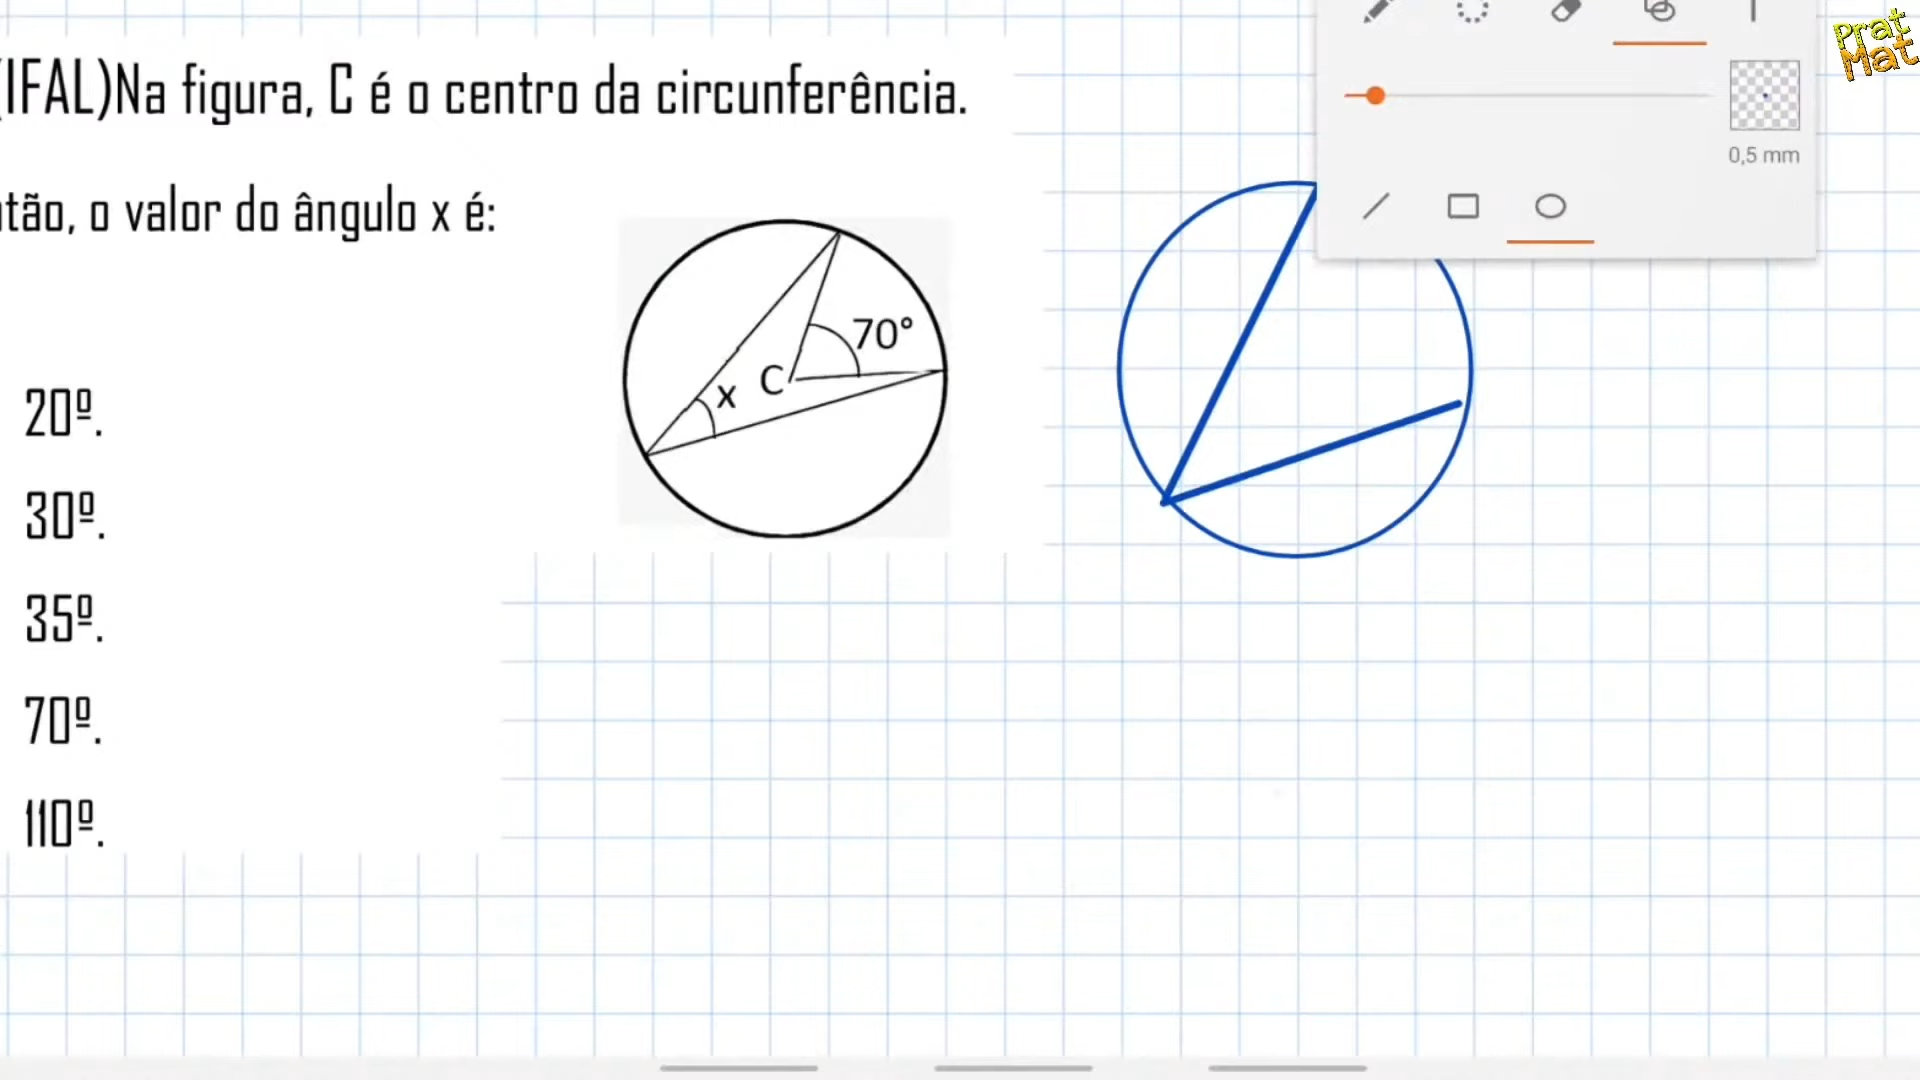 (IFAL)Na figura, C é o centro da circunferência.
tão, o valor do ângulo x é:
70°
x
C
20º.
30º.
35º.
70º.
110º.
0,5 mm
Prat
Mat